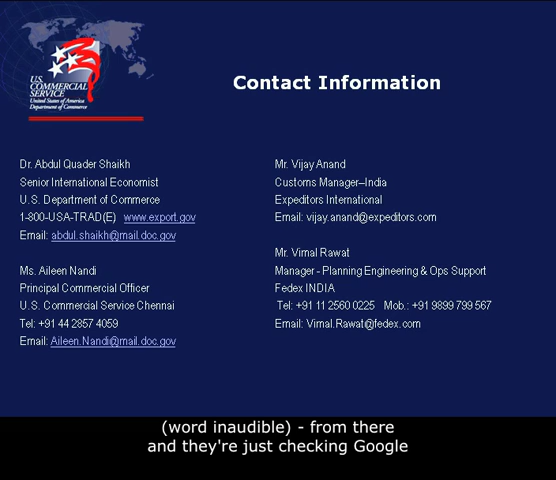 U.S.
COMMERCIAL
SERVICE
United States of America
Department of Commerce
Contact Information
Dr. Abdul Quader Shaikh
Senior International Economist
U.S. Department of Commerce
1-800-USA-TRAD(E) www.export.gov
Email: abdul.shaikh@mail.doc.gov
Ms. Aileen Nandi
Principal Commercial Officer
U.S. Commercial Service Chennai
Tel: +91 44 2857 4059
Email: Aileen.Nandi@mail.doc.gov
Mr. Vijay Anand
Customs Manager–India
Expeditors International
Email: vijay.anand@expeditors.com
Mr. Vimal Rawat
Manager - Planning Engineering & Ops Support
Fedex INDIA
Tel: +91 11 2560 0225 Mob.: +91 9899 799 567
Email: Vimal.Rawat@fedex.com
(word inaudible) - from there
and they're just checking Google